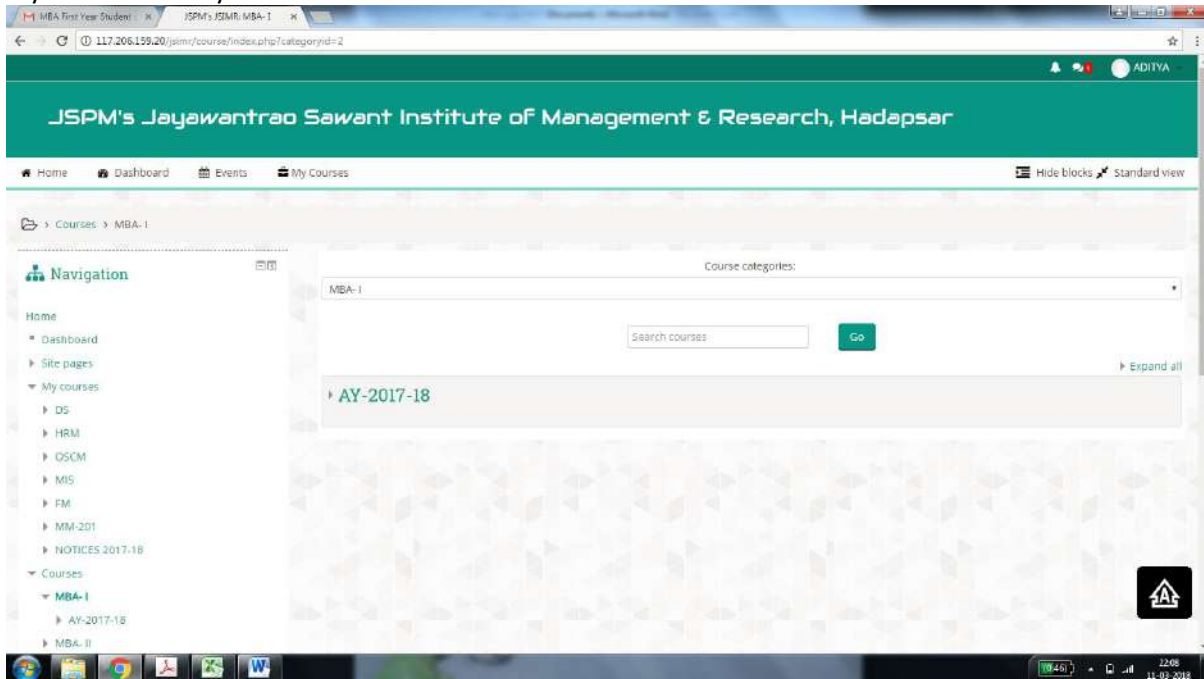 MBA First Year Student
JSPM's JSIMR: MBA- I
117.206.159.20/jsimr/course/index.php?categoryid=2
ADITYA
JSPM's Jayawantrao Sawant Institute of Management & Research, Hadapsar
Home Dashboard Events My Courses Hide blocks Standard view
Courses > MBA- I
Navigation
Course categories:
MBA- I
Home
Search courses Go
Dashboard
Site pages
Expand all
My courses
AY-2017-18
DS
HRM
OSCM
MIS
FM
MM-201
NOTICES 2017-18
Courses
MBA- I
AY-2017-18
MBA- II
22:08
11-03-2018